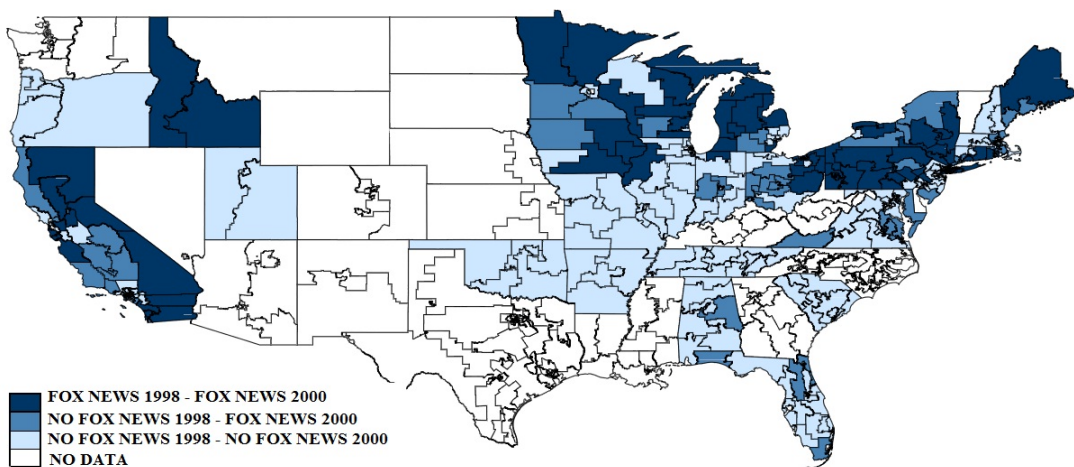 FOX NEWS 1998 - FOX NEWS 2000
NO FOX NEWS 1998 - FOX NEWS 2000
NO FOX NEWS 1998 - NO FOX NEWS 2000
NO DATA